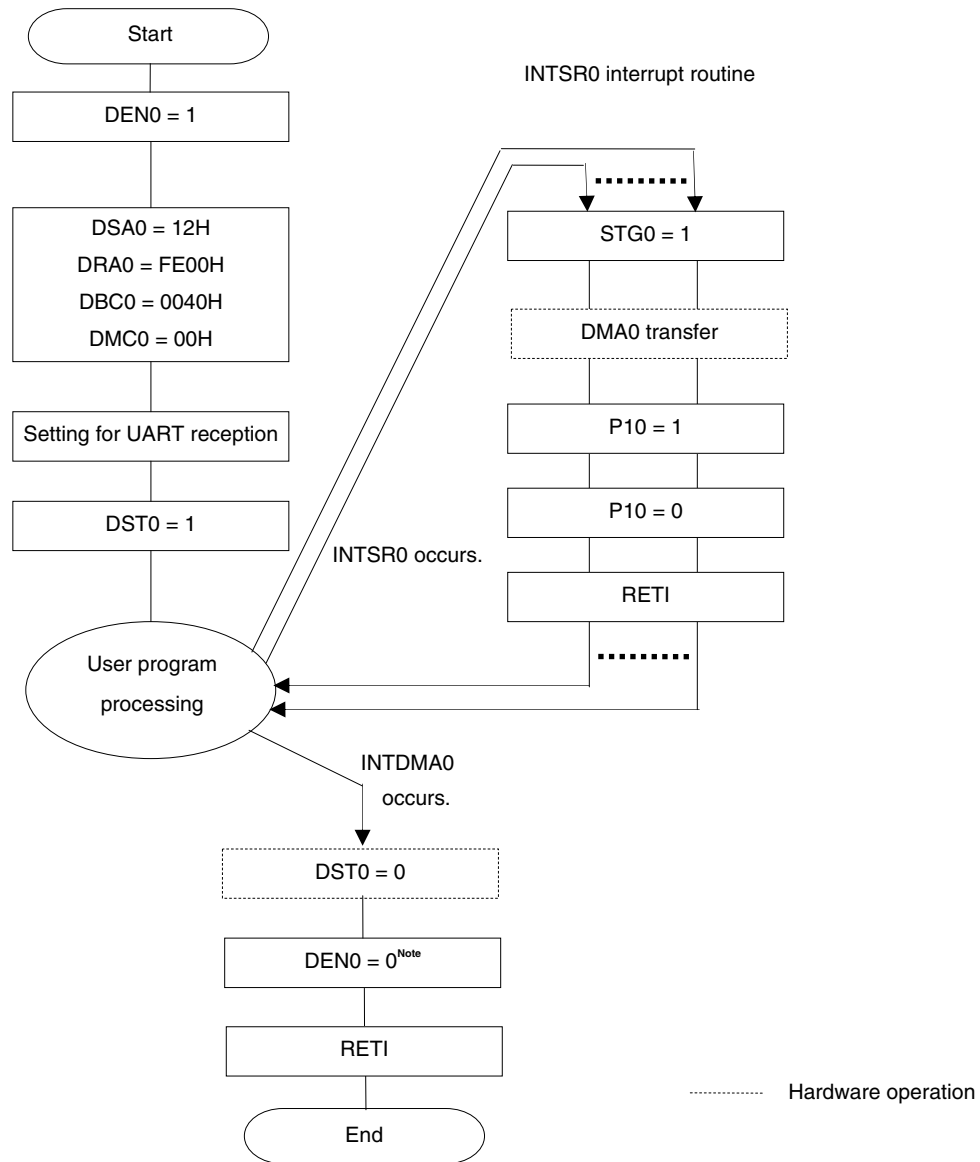 Start
DEN0 = 1
DSA0 = 12H
DRA0 = FE00H
DBC0 = 0040H
DMC0 = 00H
Setting for UART reception
DST0 = 1
User program
processing
INTSR0 interrupt routine
STG0 = 1
DMA0 transfer
P10 = 1
P10 = 0
RETI
INTSR0 occurs.
INTDMA0
occurs.
DST0 = 0
DEN0 = 0Note
RETI
End
Hardware operation